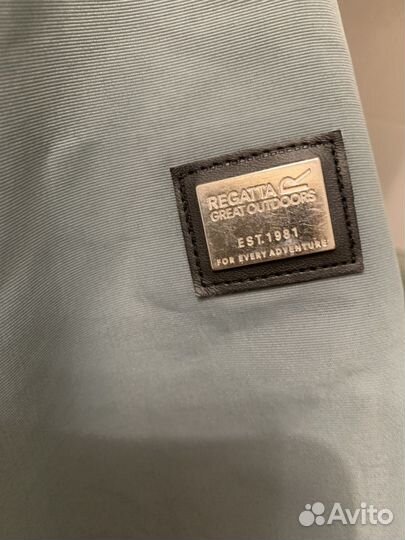 REGATTA R
GREAT OUTDOORS
EST.1981
FOR EVERY ADVENTURE
Avito